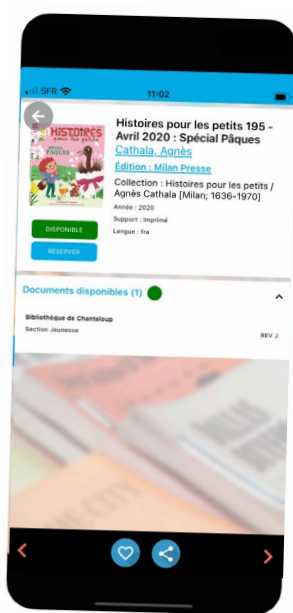 SFR
11:02
HISTOIRES
pour les petits
SPÉCIAL
PÂQUES
Histoires pour les petits 195 -
Avril 2020 : Spécial Pâques
Cathala, Agnès
Édition : Milan Presse
Collection : Histoires pour les petits /
Agnès Cathala [Milan; 1636-1970]
Année : 2020
Support : Imprimé
Langue : fra
DISPONIBLE
RESERVER
Documents disponibles (1)
Bibliothèque de Chanteloup
Section Jeunesse
REV J